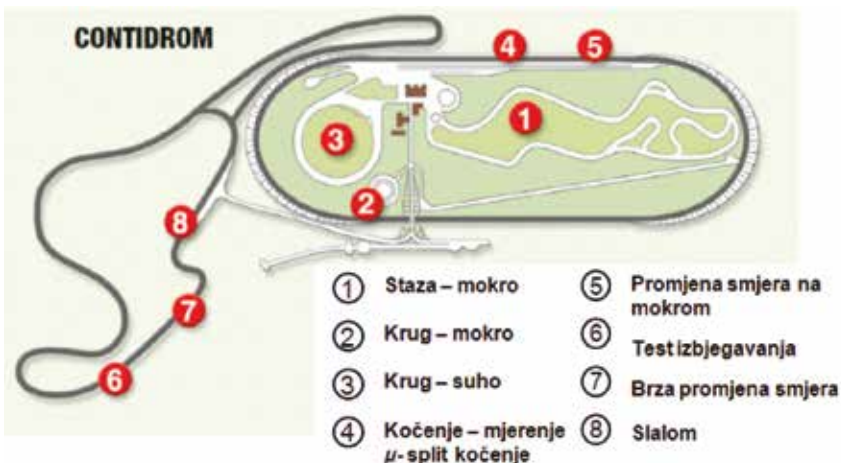 CONTIDROM
4
5
1
3
2
8
7
6
1 Staza – mokro
2 Krug – mokro
3 Krug – suho
4 Kočenje – mjerenje
μ- split kočenje
5 Promjena smjera na
mokrom
6 Test izbjegavanja
7 Brza promjena smjera
8 Slalom